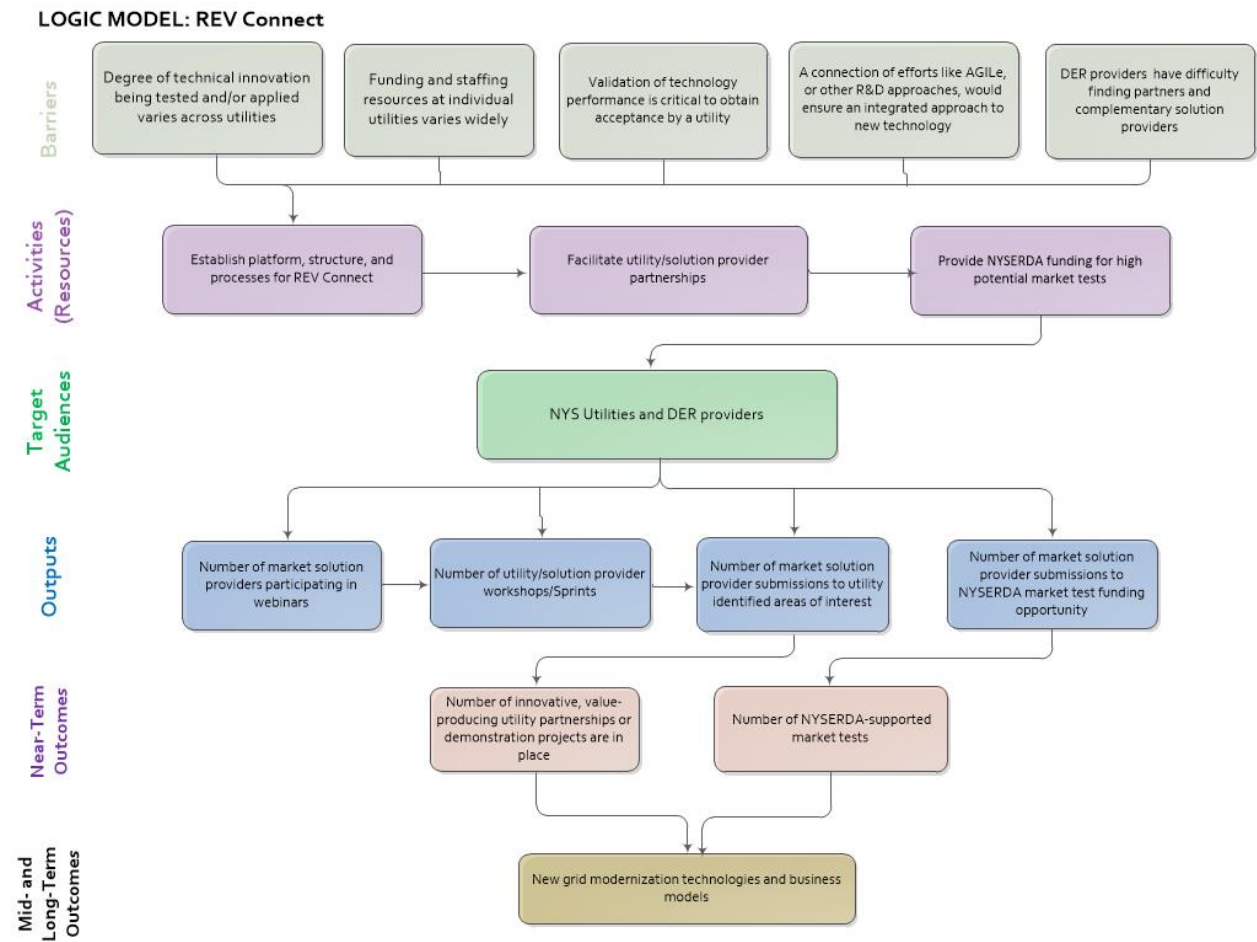 LOGIC MODEL: REV Connect
Barriers
Degree of technical innovation
being tested and/or applied
varies across utilities
Funding and staffing
resources at individual
utilities varies widely
Validation of technology
performance is critical to obtain
acceptance by a utility
A connection of efforts like AGILe,
or other R&D approaches, would
ensure an integrated approach to
new technology
DER providers have difficulty
finding partners and
complementary solution
providers
Activities
(Resources)
Establish platform, structure, and
processes for REV Connect
Facilitate utility/solution provider
partnerships
Provide NYSERDA funding for high
potential market tests
Target
Audiences
NYS Utilities and DER providers
Outputs
Number of market solution
providers participating in
webinars
Number of utility/solution provider
workshops/Sprints
Number of market solution
provider submissions to utility
identified areas of interest
Number of market solution
provider submissions to
NYSERDA market test funding
opportunity
Near-Term
Outcomes
Number of innovative, value-
producing utility partnerships or
demonstration projects are in
place
Number of NYSERDA-supported
market tests
Mid- and
Long-Term
Outcomes
New grid modernization technologies and business
models